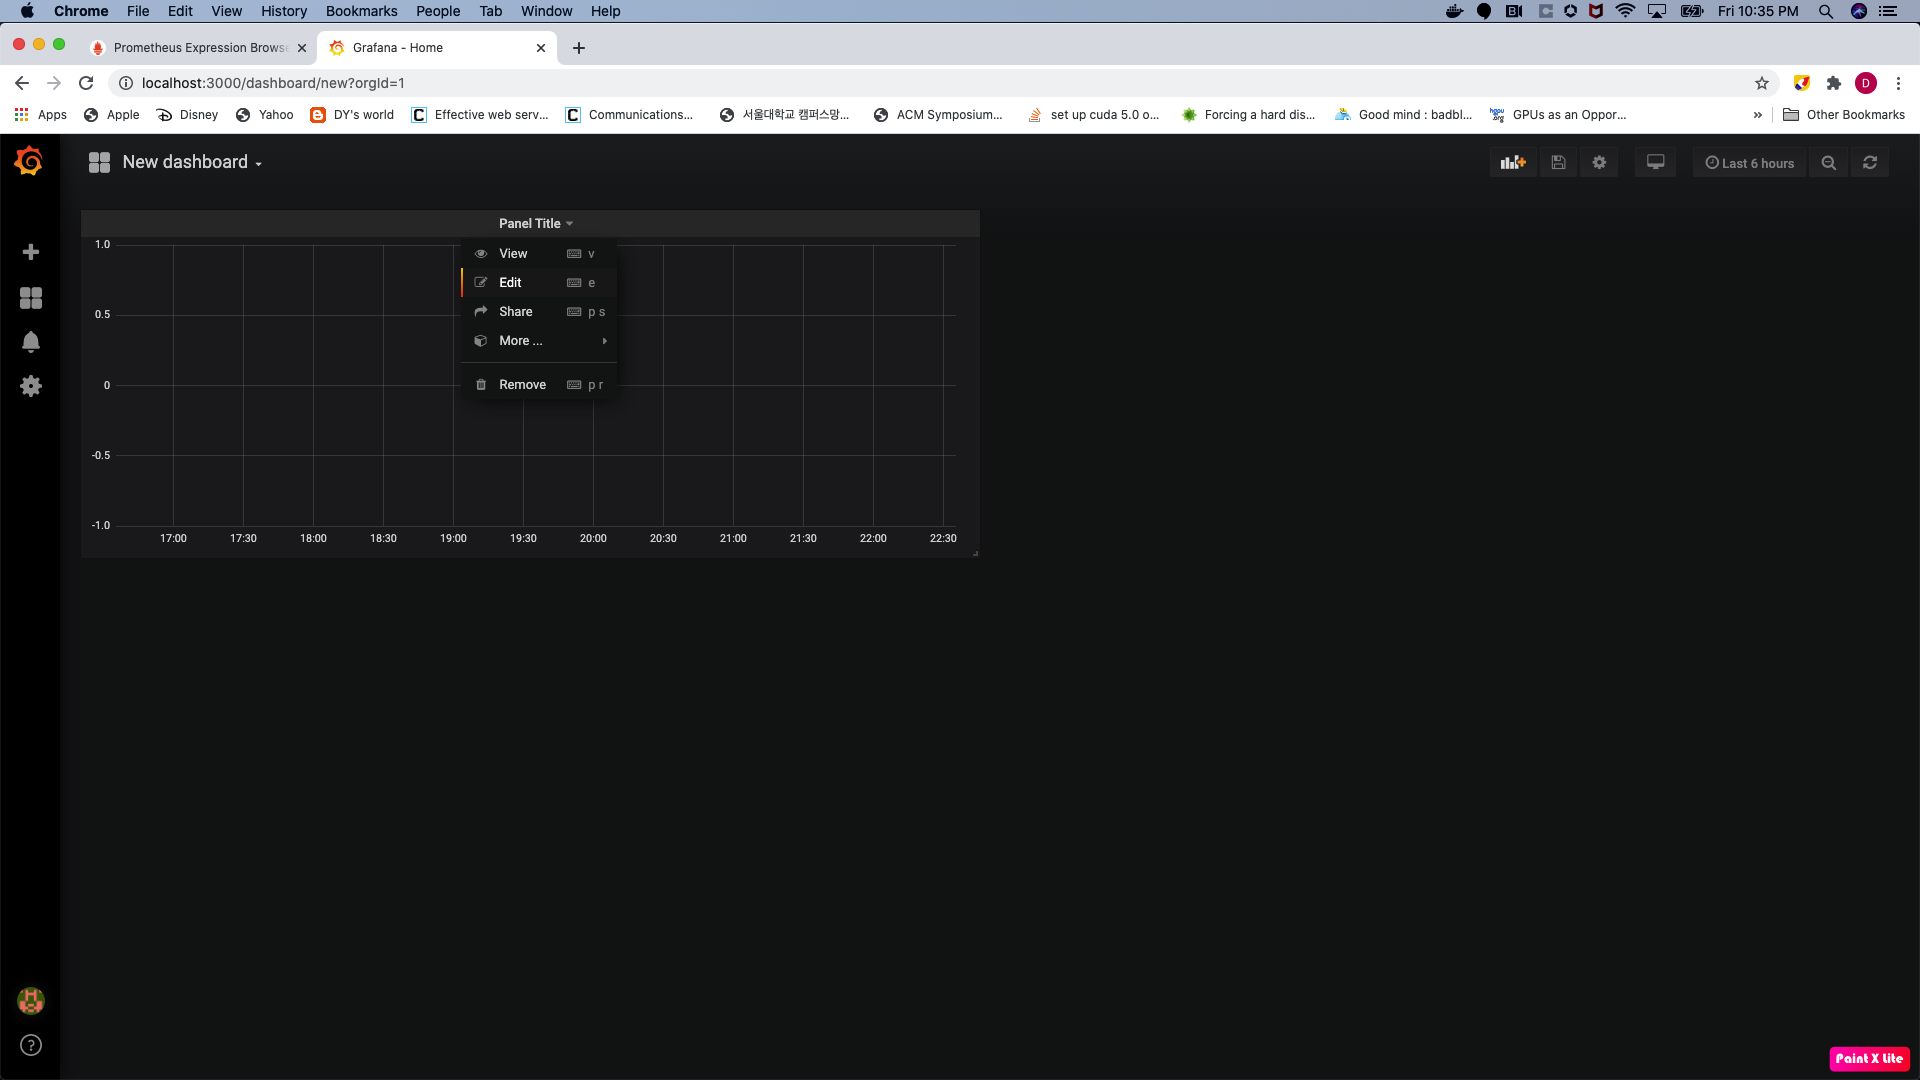 Chrome File Edit View History Bookmarks People Tab Window Help Fri 10:35 PM
Prometheus Expression Browse Grafana - Home
localhost:3000/dashboard/new?orgId=1 D
Apps Apple Disney Yahoo DY's world Effective web serv... Communications... 서울대학교 캠퍼스망... ACM Symposium... set up cuda 5.0 o... Forcing a hard dis... Good mind : badbl... GPUs as an Oppor... » Other Bookmarks
New dashboard Last 6 hours
Panel Title
View v
Edit e
Share p s
More ...
Remove p r
1.0
0.5
0
-0.5
-1.0
17:00 17:30 18:00 18:30 19:00 19:30 20:00 20:30 21:00 21:30 22:00 22:30
Paint X Lite